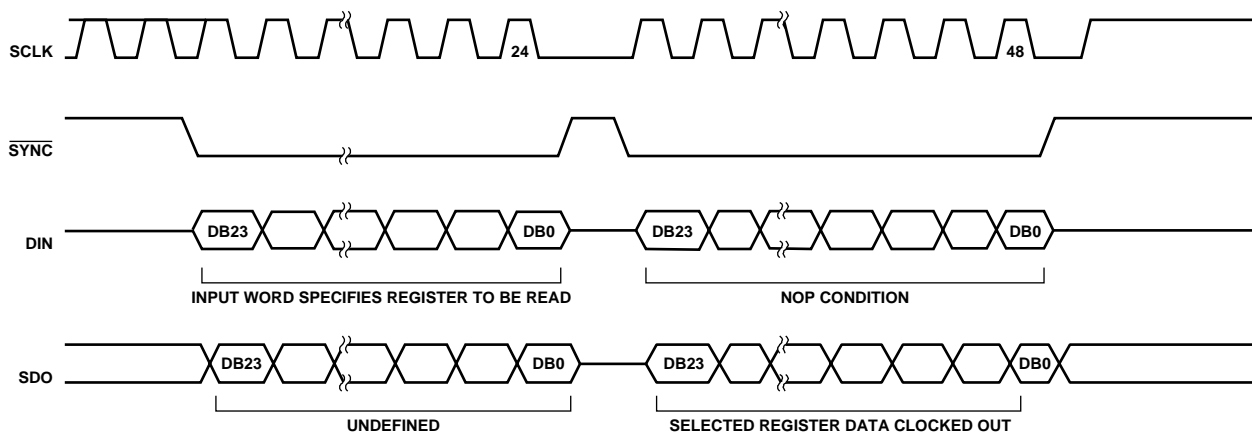 SCLK
24
48
SYNC
DIN
DB23
DB0
DB23
DB0
INPUT WORD SPECIFIES REGISTER TO BE READ
NOP CONDITION
SDO
DB23
DB0
DB23
DB0
UNDEFINED
SELECTED REGISTER DATA CLOCKED OUT